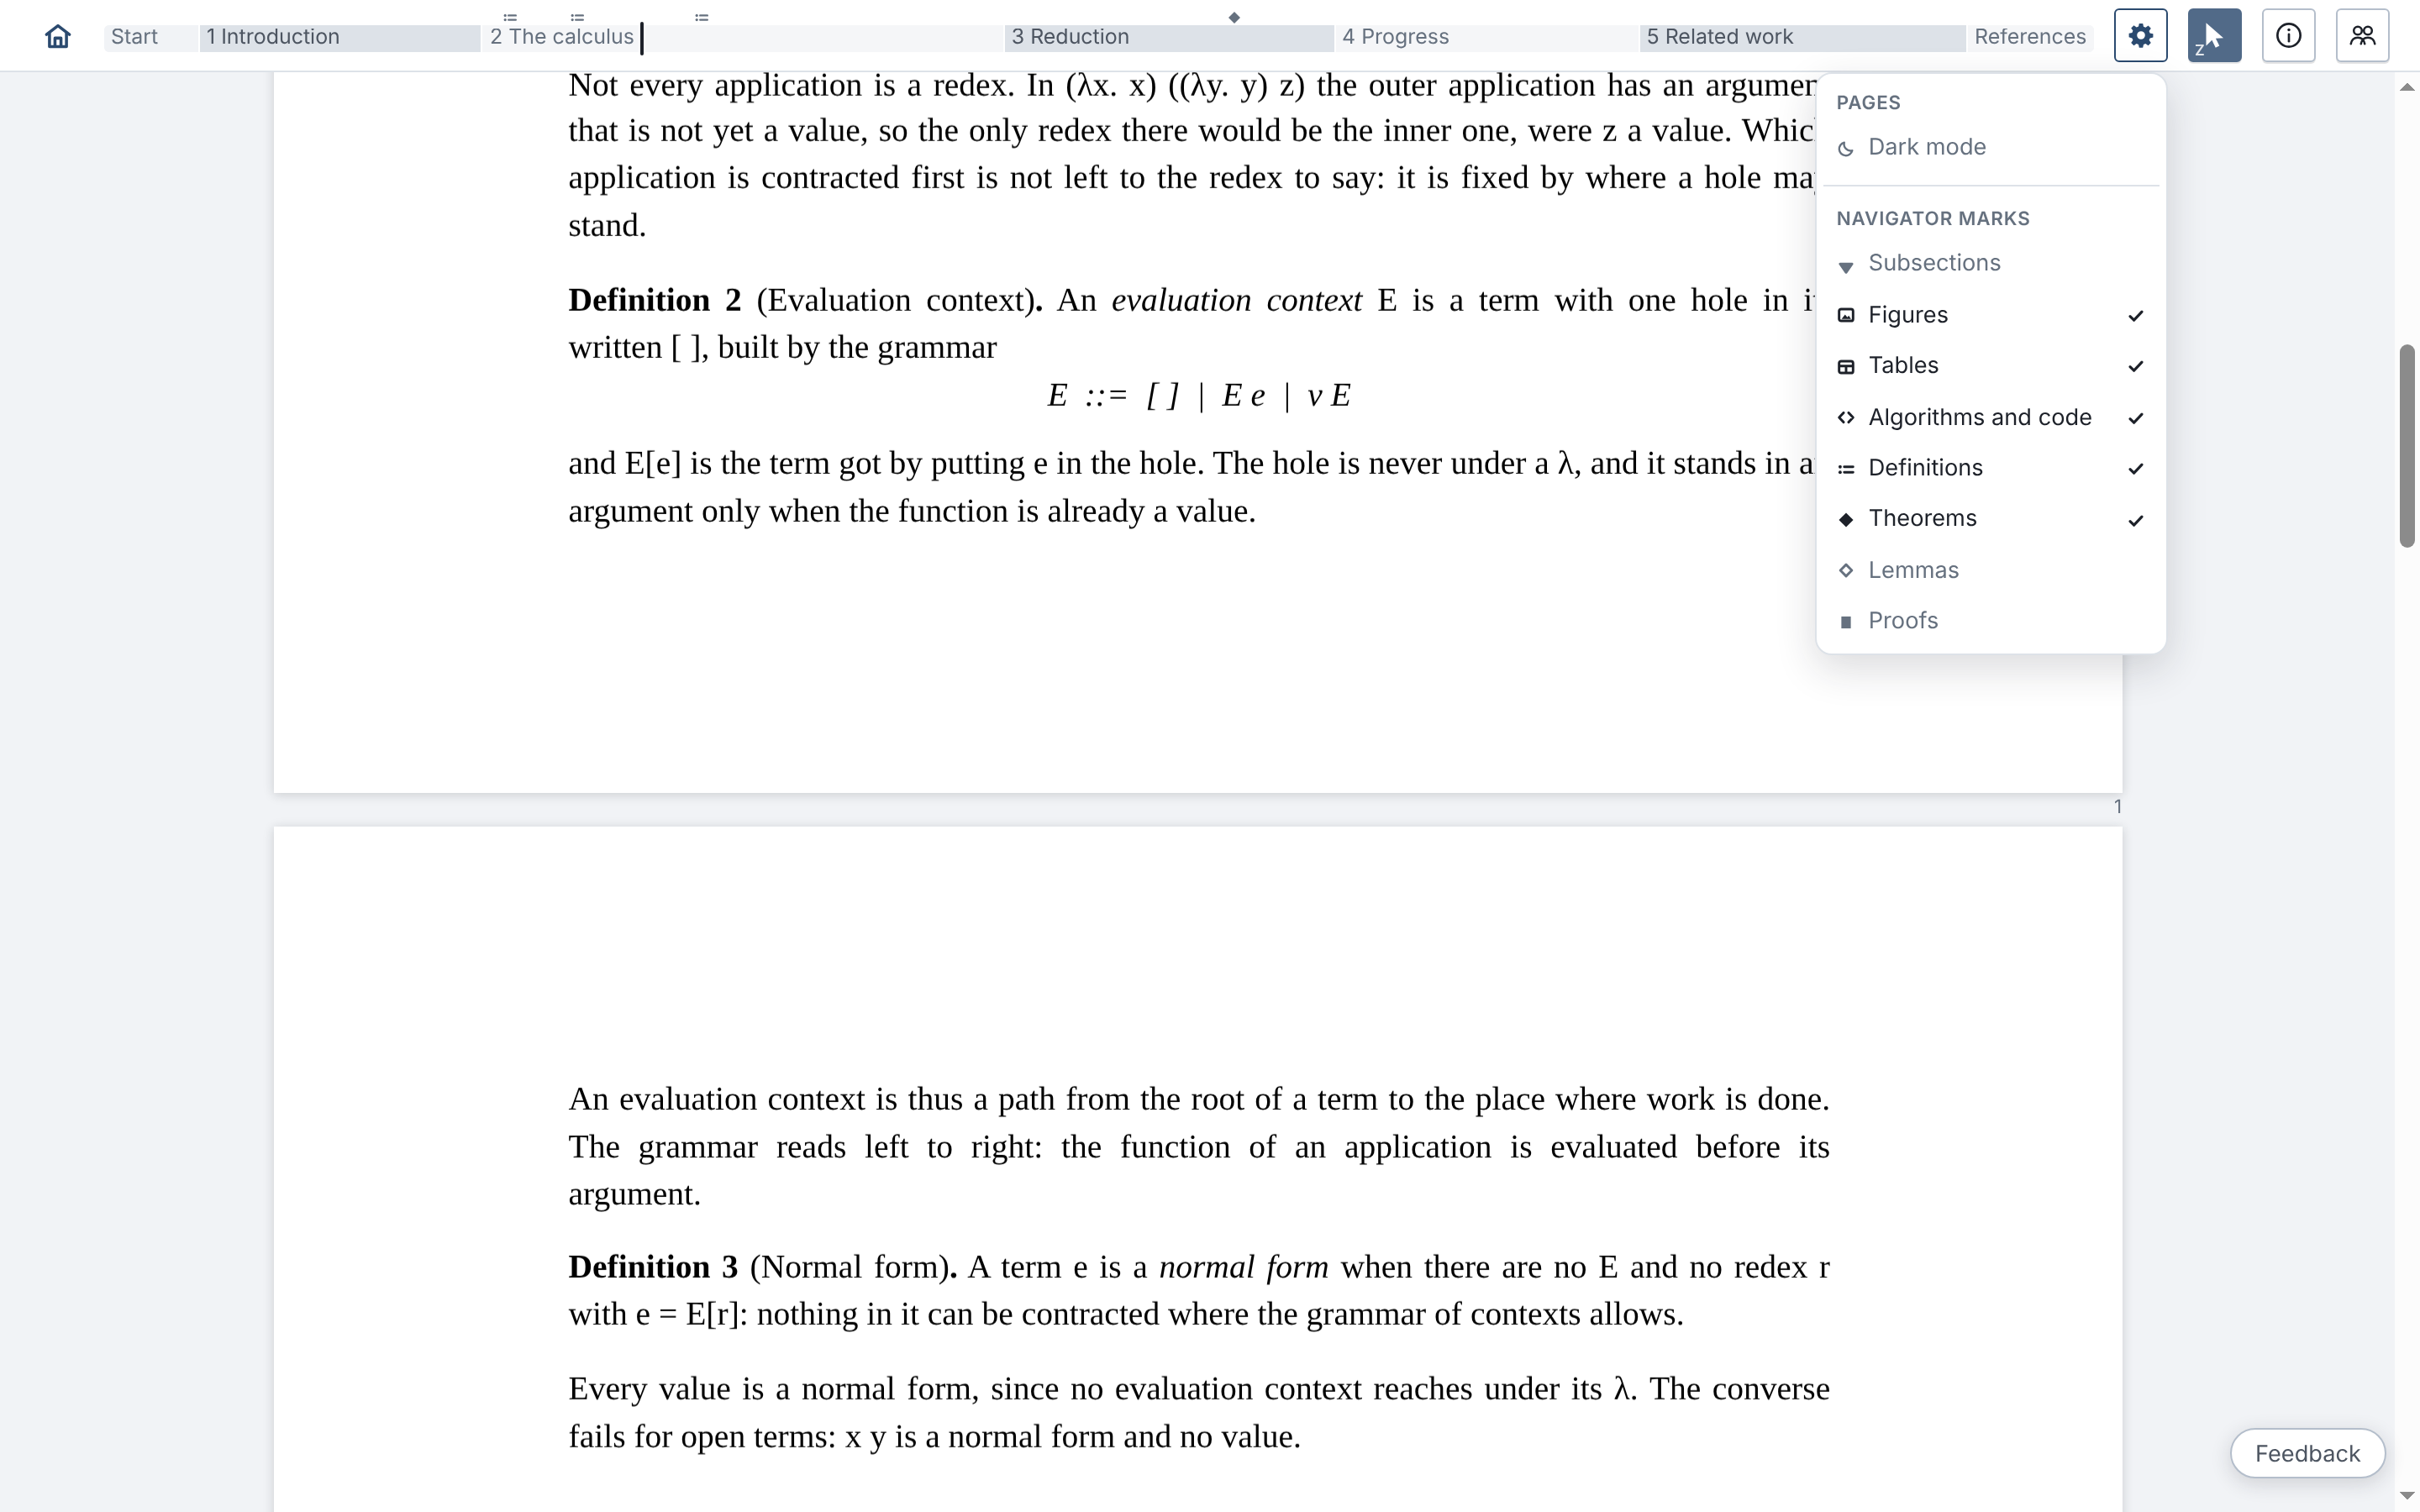 Start
1 Introduction
2 The calculus
3 Reduction
4 Progress
5 Related work
References
z
Not every application is a redex. In (λx. x) ((λy. y) z) the outer application has an
that is not yet a value, so the only redex there would be the inner one, were z a value.
application is contracted first is not left to the redex to say: it is fixed by where a hole
stand.
Definition 2 (Evaluation context). An evaluation context E is a term with one hole in
written [ ], built by the grammar
E ::= [ ] | E e | v E
and E[e] is the term got by putting e in the hole. The hole is never under a λ, and it stands in
argument only when the function is already a value.
PAGES
Dark mode
NAVIGATOR MARKS
Subsections
Figures
Tables
Algorithms and code
Definitions
Theorems
Lemmas
Proofs
1
An evaluation context is thus a path from the root of a term to the place where work is done.
The grammar reads left to right: the function of an application is evaluated before its
argument.
Definition 3 (Normal form). A term e is a normal form when there are no E and no redex r
with e = E[r]: nothing in it can be contracted where the grammar of contexts allows.
Every value is a normal form, since no evaluation context reaches under its λ. The converse
fails for open terms: x y is a normal form and no value.
Feedback